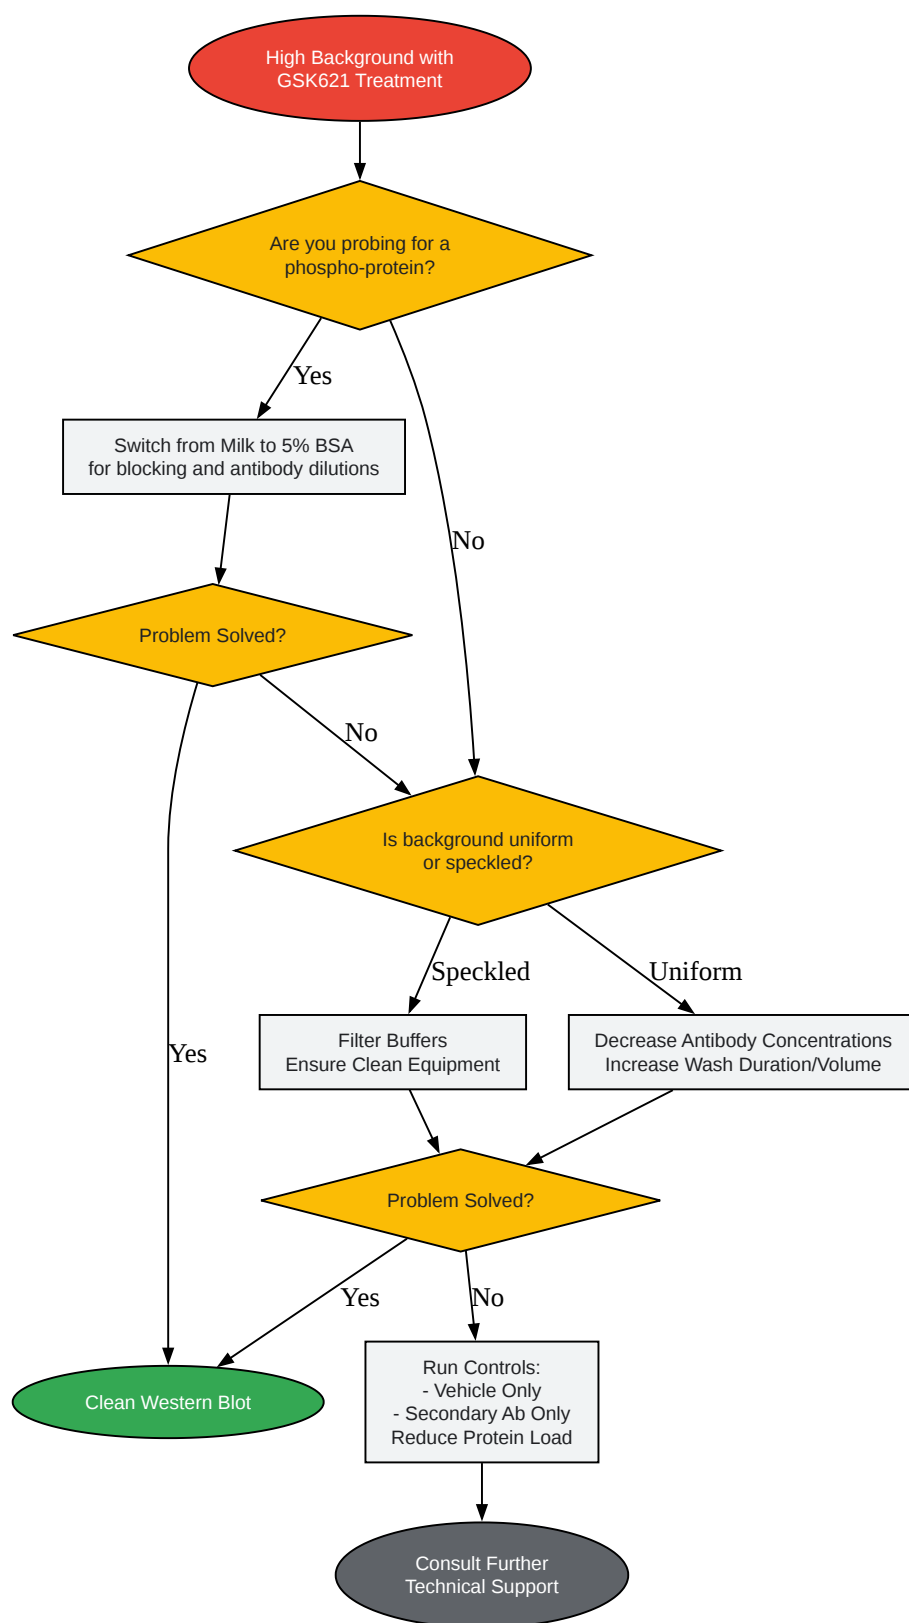 High Background with
GSK621 Treatment
Are you probing for a
phospho-protein?
Yes
Switch from Milk to 5% BSA
for blocking and antibody dilutions
No
Problem Solved?
No
Is background uniform
or speckled?
Speckled
Uniform
Filter Buffers
Ensure Clean Equipment
Decrease Antibody Concentrations
Increase Wash Duration/Volume
Yes
Problem Solved?
Yes
No
Run Controls:
- Vehicle Only
- Secondary Ab Only
Reduce Protein Load
Clean Western Blot
Consult Further
Technical Support